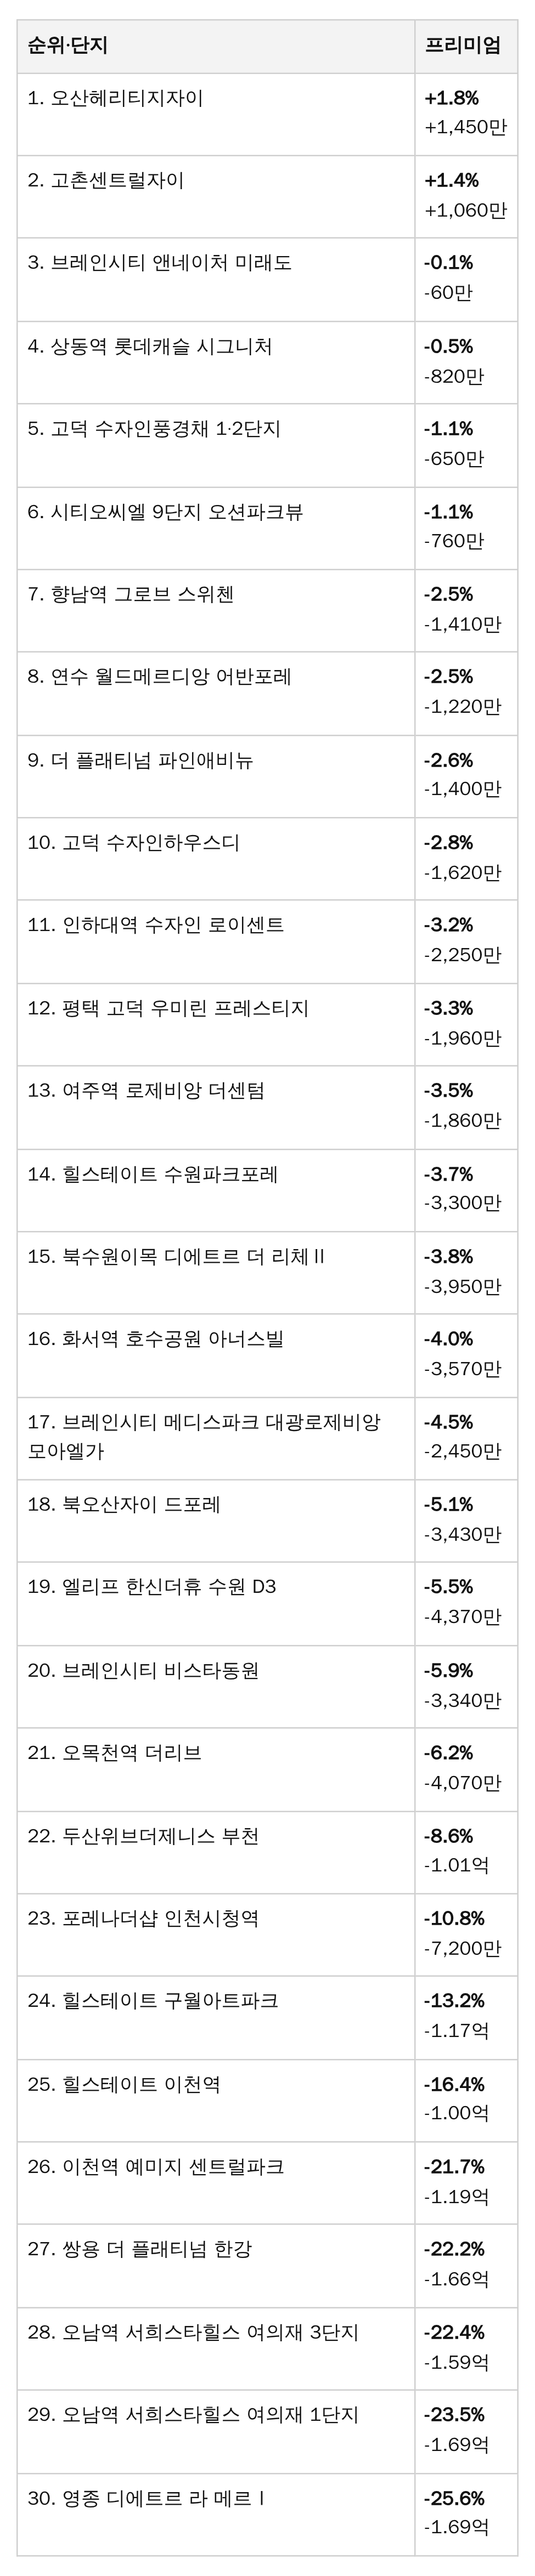 순위·단지 프리미엄
1. 오산헤리티지자이 +1.8%
+1,450만
2. 고촌센트럴자이 +1.4%
+1,060만
3. 브레인시티 앤네이처 미래도 -0.1%
-60만
4. 상동역 롯데캐슬 시그니처 -0.5%
-820만
5. 고덕 수자인풍경채 1·2단지 -1.1%
-650만
6. 시티오씨엘 9단지 오션파크뷰 -1.1%
-760만
7. 향남역 그로브 스위첸 -2.5%
-1,410만
8. 연수 월드메르디앙 어반포레 -2.5%
-1,220만
9. 더 플래티넘 파인애비뉴 -2.6%
-1,400만
10. 고덕 수자인하우스디 -2.8%
-1,620만
11. 인하대역 수자인 로이센트 -3.2%
-2,250만
12. 평택 고덕 우미린 프레스티지 -3.3%
-1,960만
13. 여주역 로제비앙 더센텀 -3.5%
-1,860만
14. 힐스테이트 수원파크포레 -3.7%
-3,300만
15. 북수원이목 디에트르 더 리체Ⅱ -3.8%
-3,950만
16. 화서역 호수공원 아너스빌 -4.0%
-3,570만
17. 브레인시티 메디스파크 대광로제비앙 -4.5%
모아엘가 -2,450만
18. 북오산자이 드포레 -5.1%
-3,430만
19. 엘리프 한신더휴 수원 D3 -5.5%
-4,370만
20. 브레인시티 비스타동원 -5.9%
-3,340만
21. 오목천역 더리브 -6.2%
-4,070만
22. 두산위브더제니스 부천 -8.6%
-1.01억
23. 포레나더샵 인천시청역 -10.8%
-7,200만
24. 힐스테이트 구월아트파크 -13.2%
-1.17억
25. 힐스테이트 이천역 -16.4%
-1.00억
26. 이천역 예미지 센트럴파크 -21.7%
-1.19억
27. 쌍용 더 플래티넘 한강 -22.2%
-1.66억
28. 오남역 서희스타힐스 여의재 3단지 -22.4%
-1.59억
29. 오남역 서희스타힐스 여의재 1단지 -23.5%
-1.69억
30. 영종 디에트르 라 메르Ⅰ -25.6%
-1.69억